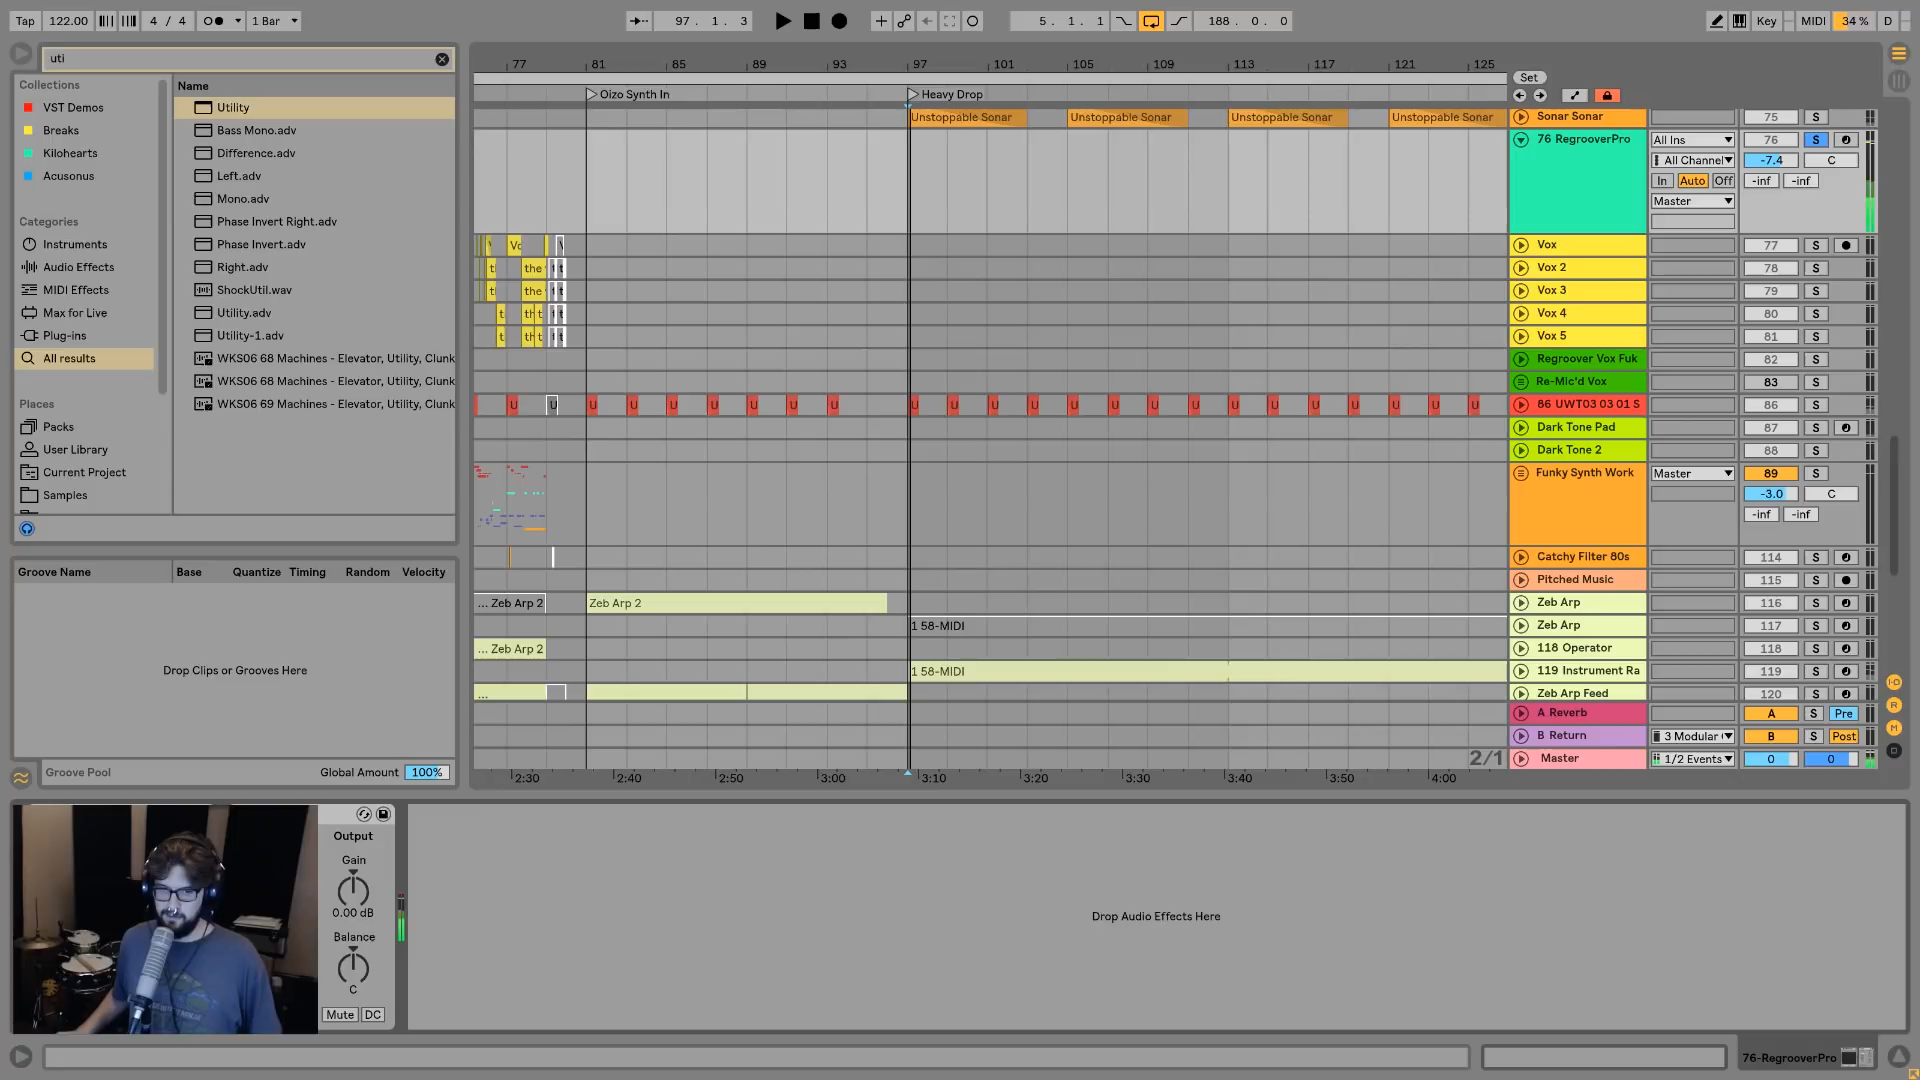 Tap 122.00 4 / 4 1 Bar 97. 1. 3 5. 1. 1 188. 0. 0 Key MIDI 34 % D
uti
Collections
VST Demos
Breaks
Kilohearts
Acusonus
Categories
Instruments
Audio Effects
MIDI Effects
Max for Live
Plug-ins
All results
Places
Packs
User Library
Current Project
Samples
Name
Utility
Bass Mono.adv
Difference.adv
Left.adv
Mono.adv
Phase Invert Right.adv
Phase Invert.adv
Right.adv
ShockUtil.wav
Utility.adv
Utility-1.adv
WKS06 68 Machines - Elevator, Utility, Clunk
WKS06 68 Machines - Elevator, Utility, Clunk
WKS06 69 Machines - Elevator, Utility, Clunk
Groove Name Base Quantize Timing Random Velocity
Drop Clips or Grooves Here
Groove Pool Global Amount 100%
77 81 85 89 93 97 101 105 109 113 117 121 125
Set
Oizo Synth In Heavy Drop
Unstoppable Sonar Unstoppable Sonar Unstoppable Sonar Unstoppable Sonar Sonar Sonar 75 S
76 RegrooverPro All Ins 76 S
All Channel -7.4 C
In Auto Off -inf -inf
Master
Vo Vox 77 S
the Vox 2 78 S
the Vox 3 79 S
t th t Vox 4 80 S
t th t Vox 5 81 S
Regroover Vox Fuk 82 S
Re-Mic'd Vox 83 S
U U U U U U U U U U U U U U U U U U U U U U U U 86 UWT03 03 01 S 86 S
Dark Tone Pad 87 S
Dark Tone 2 88 S
Funky Synth Work Master 89 S
-3.0 C
-inf -inf
Catchy Filter 80s 114 S
Pitched Music 115 S
... Zeb Arp 2 Zeb Arp 2 Zeb Arp 116 S
1 58-MIDI Zeb Arp 117 S
... Zeb Arp 2 118 Operator 118 S
1 58-MIDI 119 Instrument Ra 119 S
... Zeb Arp Feed 120 S
A Reverb A S Pre
B Return 3 Modular B S Post
2/1 Master 1/2 Events 0 0
2:30 2:40 2:50 3:00 3:10 3:20 3:30 3:40 3:50 4:00
Output
Gain
0.00 dB
Balance
C
Mute DC
Drop Audio Effects Here
76-RegrooverPro